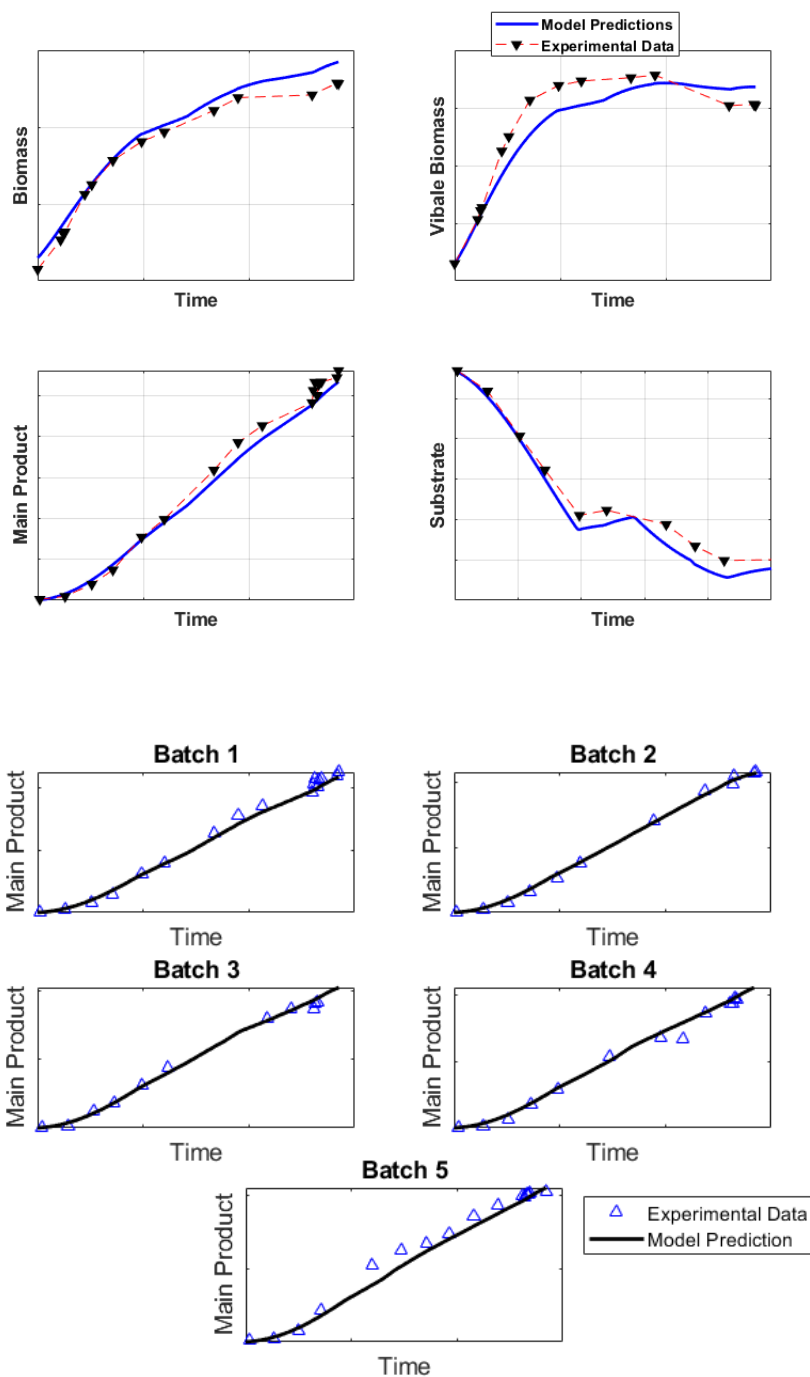 Model Predictions
Experimental Data
Biomass
Time
Vibale Biomass
Time
Main Product
Time
Substrate
Time
Batch 1
Main Product
Time
Batch 2
Main Product
Time
Batch 3
Main Product
Time
Batch 4
Main Product
Time
Batch 5
Main Product
Time
Experimental Data
Model Prediction